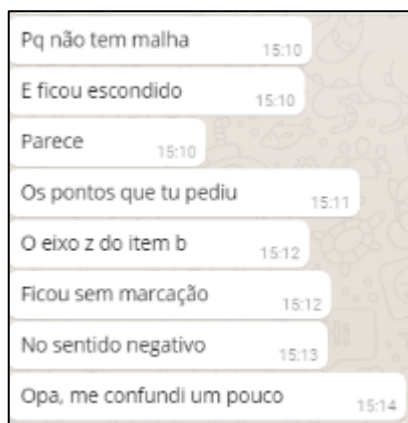 Pq não tem malha
15:10
E ficou escondido
15:10
Parece
15:10
Os pontos que tu pediu
15:11
O eixo z do item b
15:12
Ficou sem marcação
15:12
No sentido negativo
15:13
Opa, me confundi um pouco
15:14